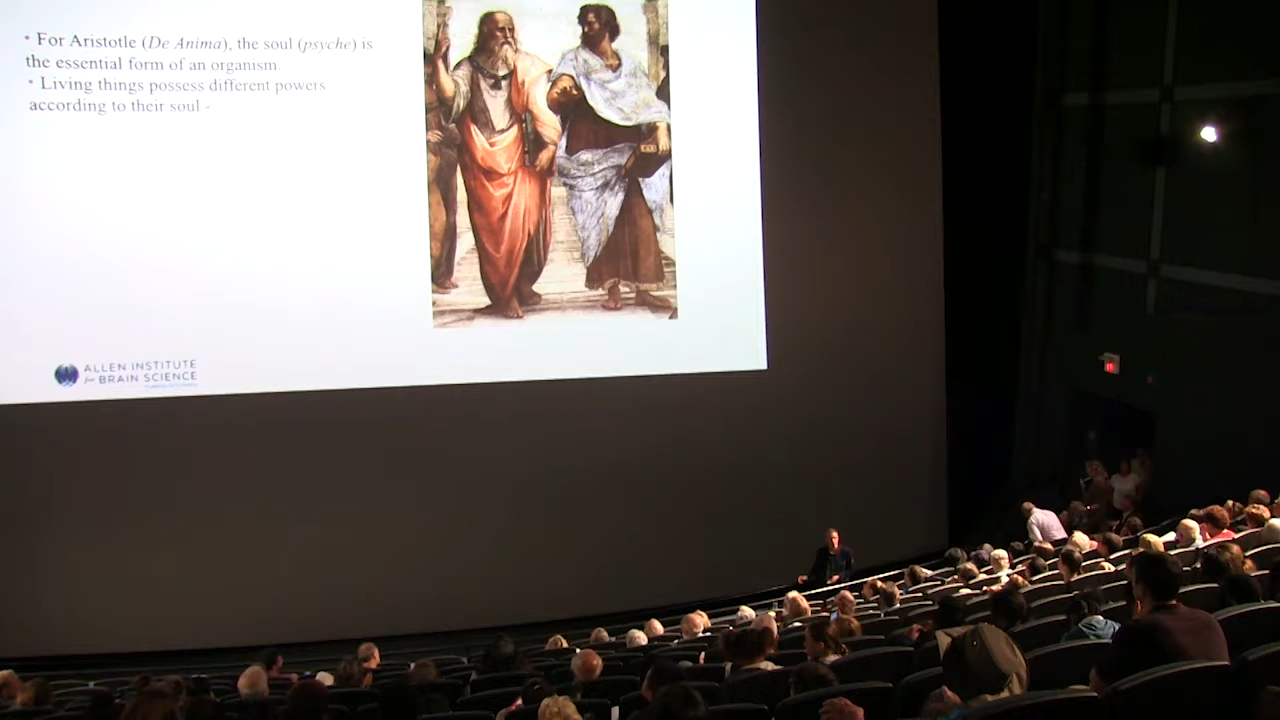 • For Aristotle (De Anima), the soul (psyche) is
the essential form of an organism.
• Living things possess different powers
according to their soul -
ALLEN INSTITUTE
for BRAIN SCIENCE